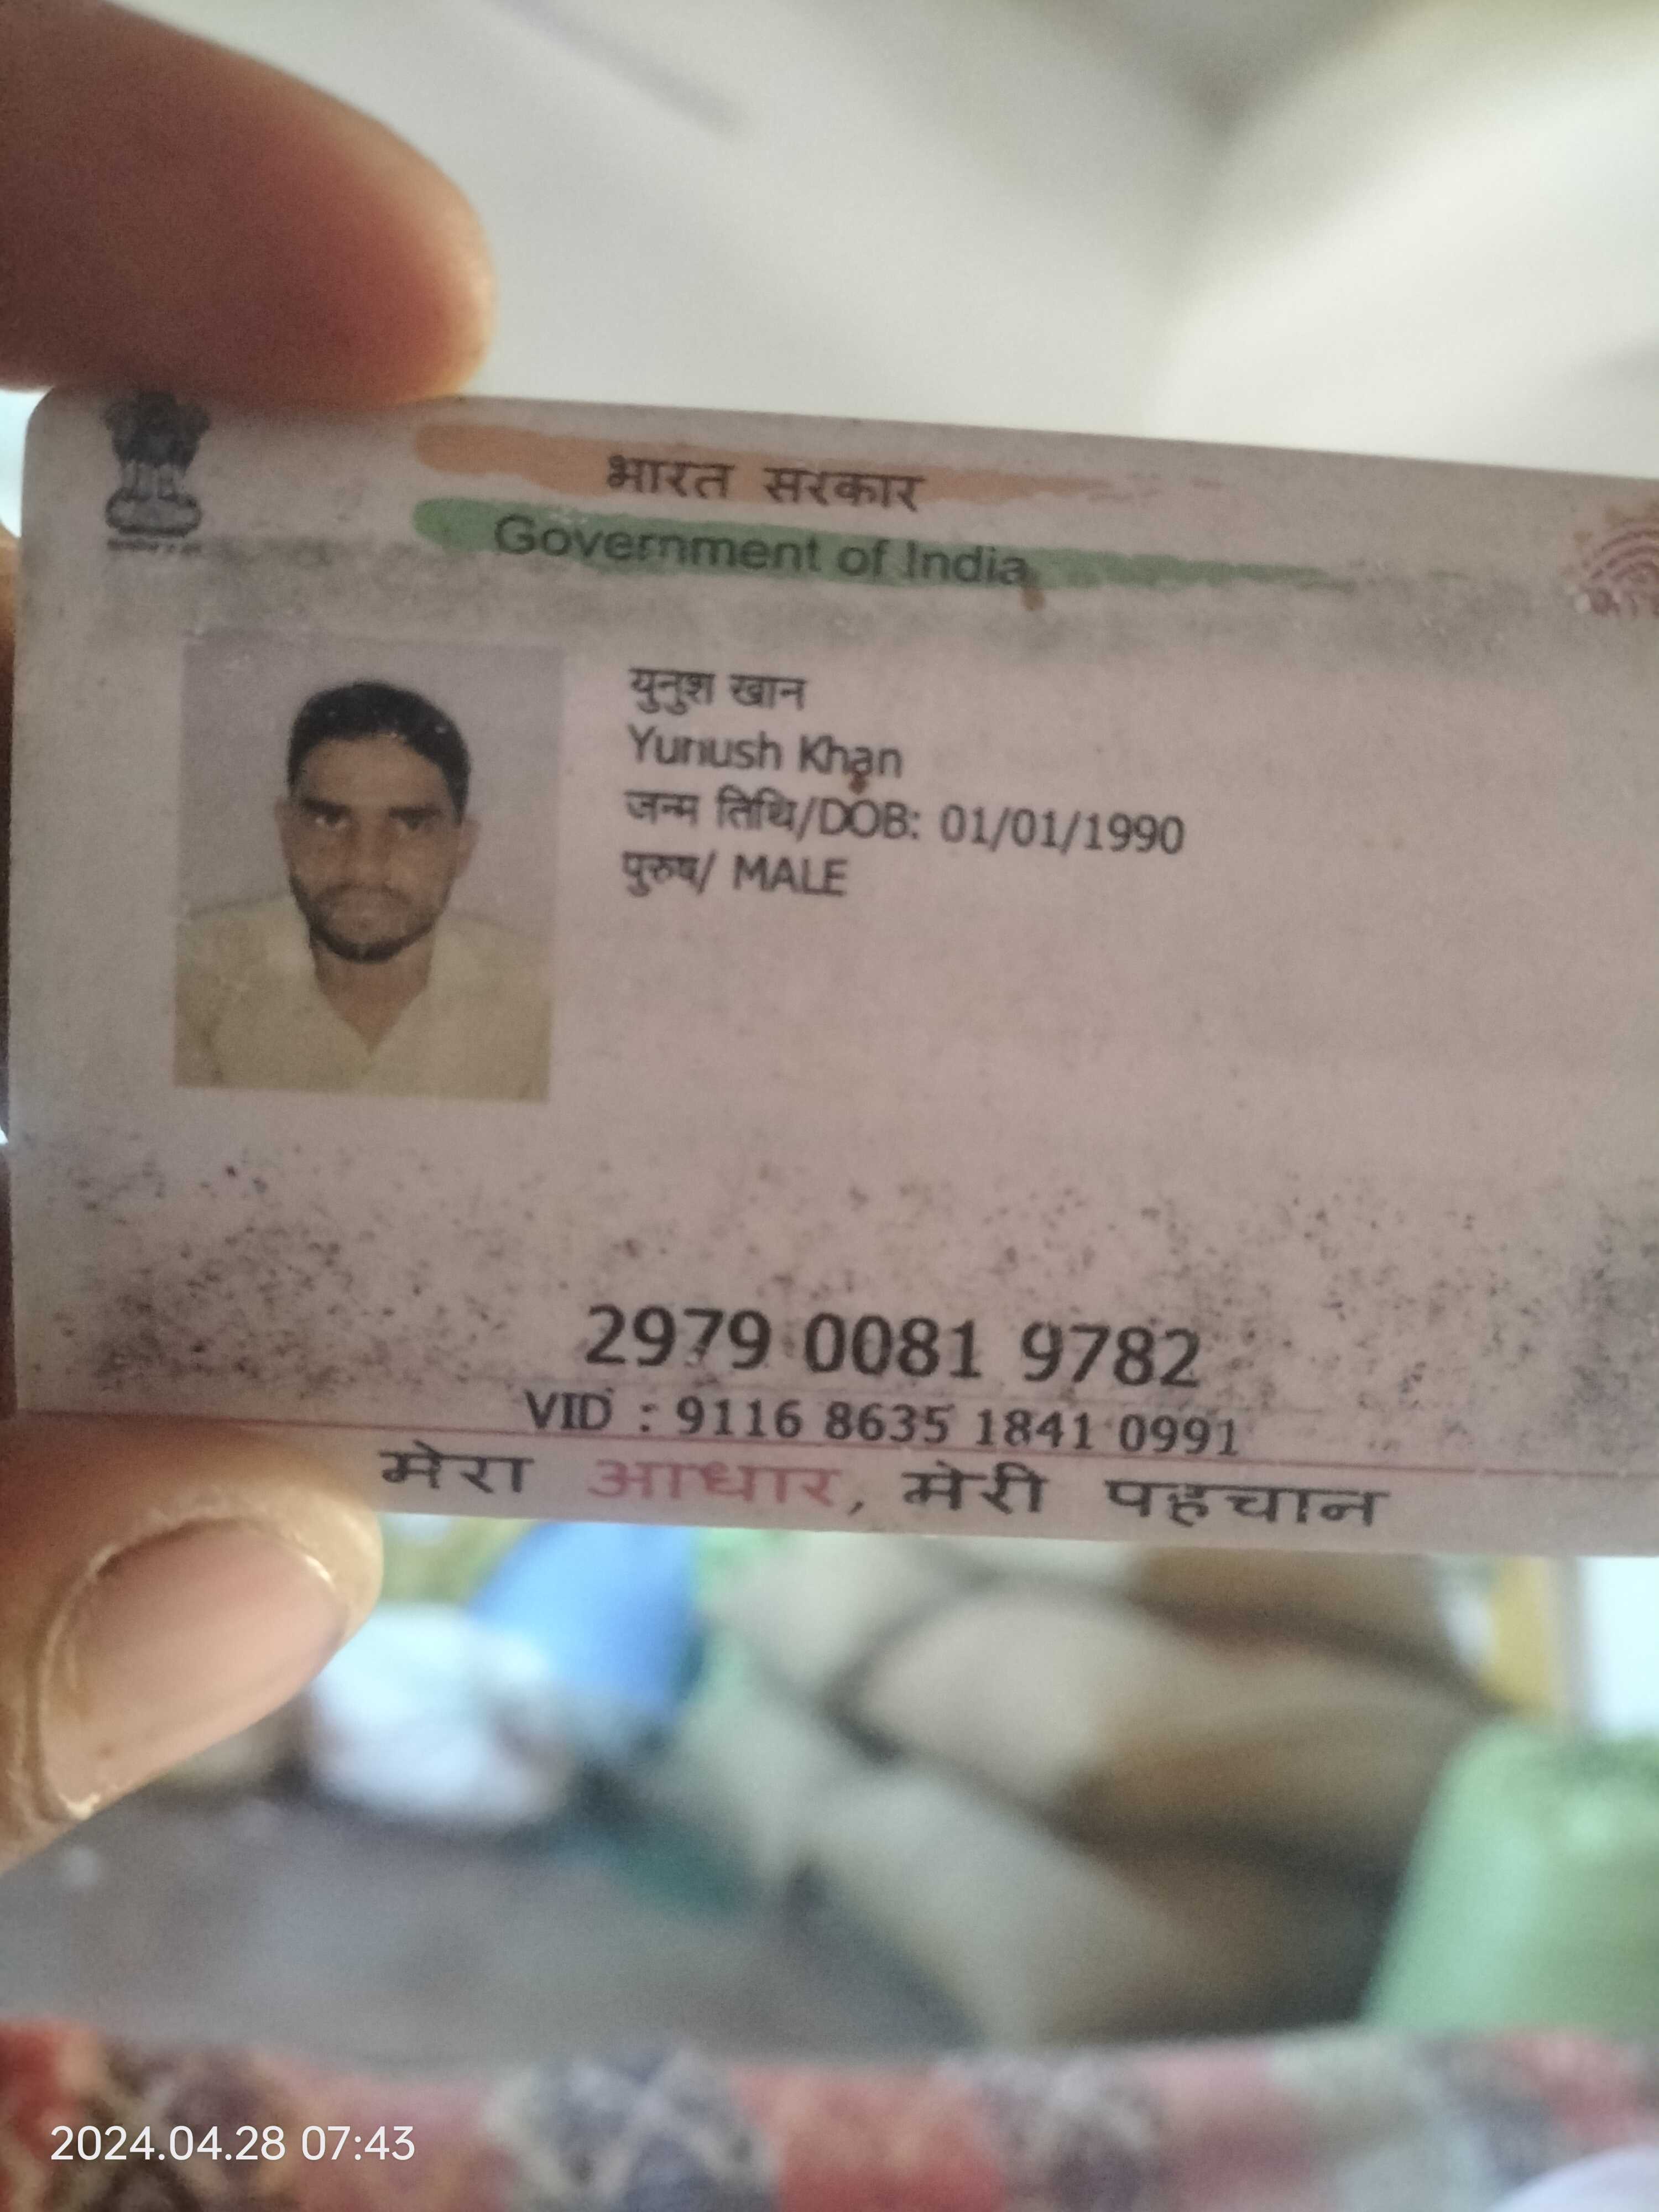 भारत सरकार
Government of India
युनुश खान
Yunush Khan
जन्म तिथि/DOB: 01/01/1990
पुरुष/ MALE
2979 0081 9782
VID : 9116 8635 1841 0991
मेरा आधार, मेरी पहचान
2024.04.28 07:43